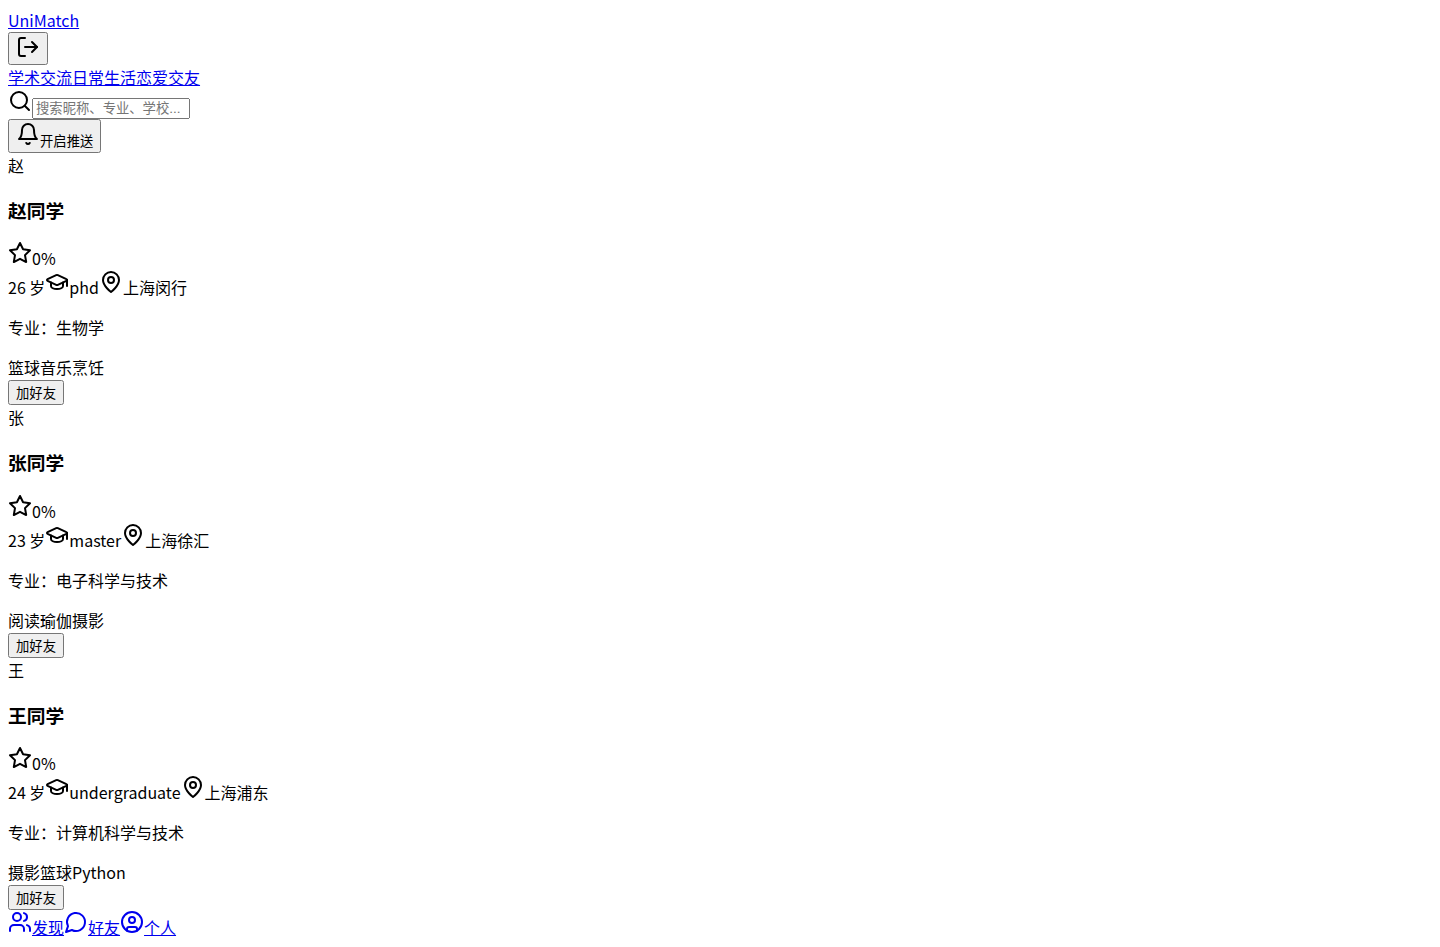 UniMatch
学术交流日常生活恋爱交友
搜索昵称、专业、学校...
开启推送
赵
赵同学
0%
26 岁phd上海闵行
专业：生物学
篮球音乐烹饪
加好友
张
张同学
0%
23 岁master上海徐汇
专业：电子科学与技术
阅读瑜伽摄影
加好友
王
王同学
0%
24 岁undergraduate上海浦东
专业：计算机科学与技术
摄影篮球Python
加好友
发现好友个人